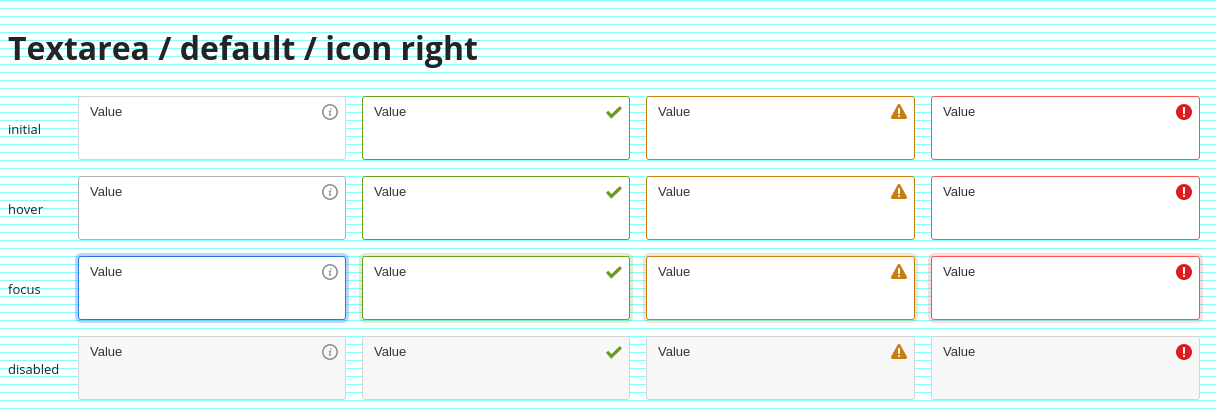 Textarea / default / icon right
initial Value Value Value Value
hover Value Value Value Value
focus Value Value Value Value
disabled Value Value Value Value